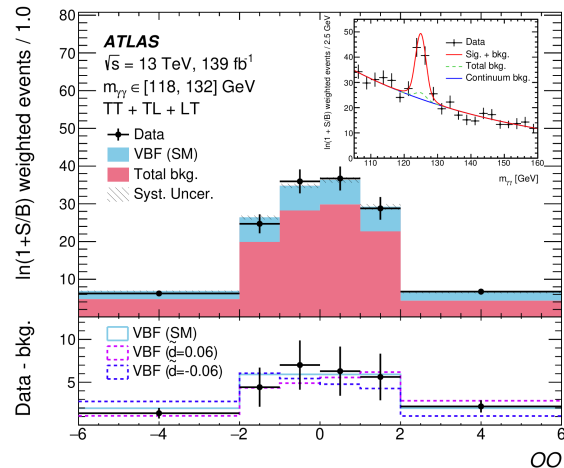 ln(1+S/B) weighted events / 1.0
80
70
60
50
40
30
20
10
ATLAS
√s = 13 TeV, 139 fb⁻¹
mγγ ∈ [118, 132] GeV
TT + TL + LT
Data
VBF (SM)
Total bkg.
Syst. Uncer.
ln(1 + S/B) weighted events / 2.5 GeV
50
40
30
20
10
0
Data
Sig. + bkg.
Total bkg.
Continuum bkg.
110 120 130 140 150 160
mγγ [GeV]
Data - bkg.
10
5
VBF (SM)
VBF (d̃=0.06)
VBF (d̃=-0.06)
−6 −4 −2 0 2 4 6
OO